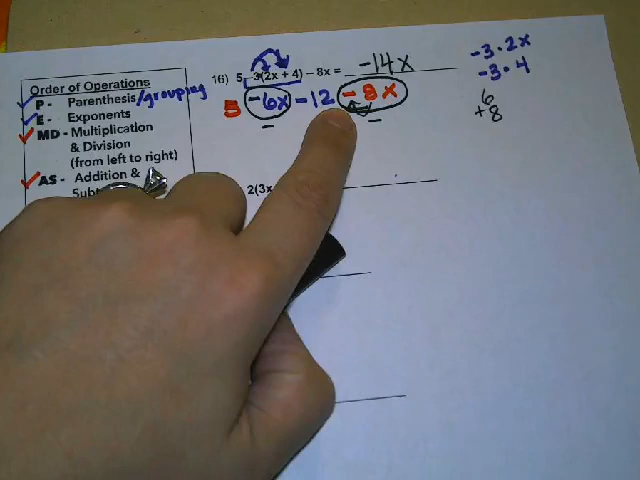 Order of Operations
P - Parenthesis/grouping
E - Exponents
MD - Multiplication
& Division
(from left to right)
AS - Addition &
16) 5 - 3(2x + 4) - 8x = -14x
5 -6x -12 -8x
-3·2x
-3·4
6
+8
2(3x